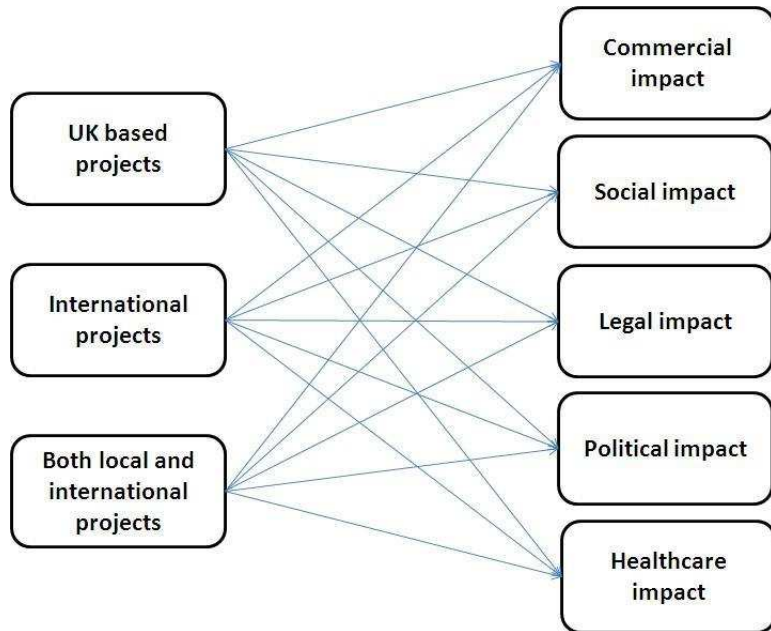 UK based
projects
International
projects
Both local and
international
projects
Commercial
impact
Social impact
Legal impact
Political impact
Healthcare
impact